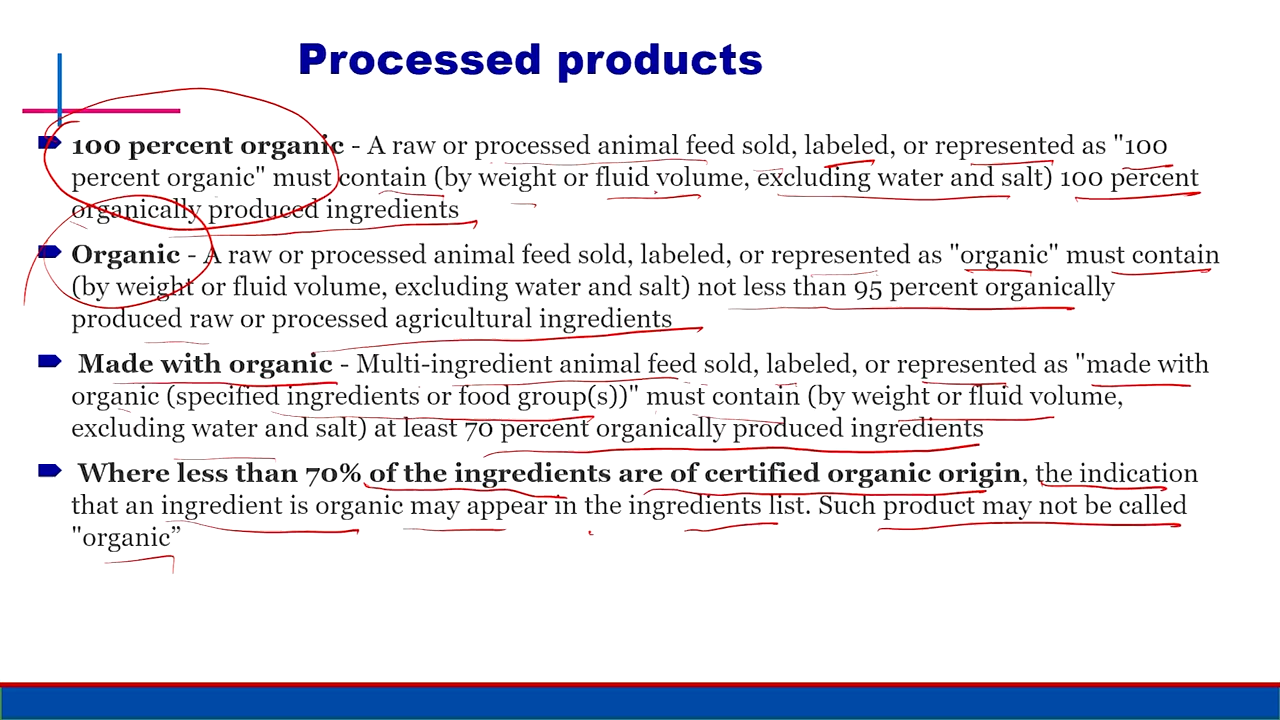 Processed products
100 percent organic - A raw or processed animal feed sold, labeled, or represented as "100
percent organic" must contain (by weight or fluid volume, excluding water and salt) 100 percent
organically produced ingredients
Organic - A raw or processed animal feed sold, labeled, or represented as "organic" must contain
(by weight or fluid volume, excluding water and salt) not less than 95 percent organically
produced raw or processed agricultural ingredients
Made with organic - Multi-ingredient animal feed sold, labeled, or represented as "made with
organic (specified ingredients or food group(s))" must contain (by weight or fluid volume,
excluding water and salt) at least 70 percent organically produced ingredients
Where less than 70% of the ingredients are of certified organic origin, the indication
that an ingredient is organic may appear in the ingredients list. Such product may not be called
"organic”